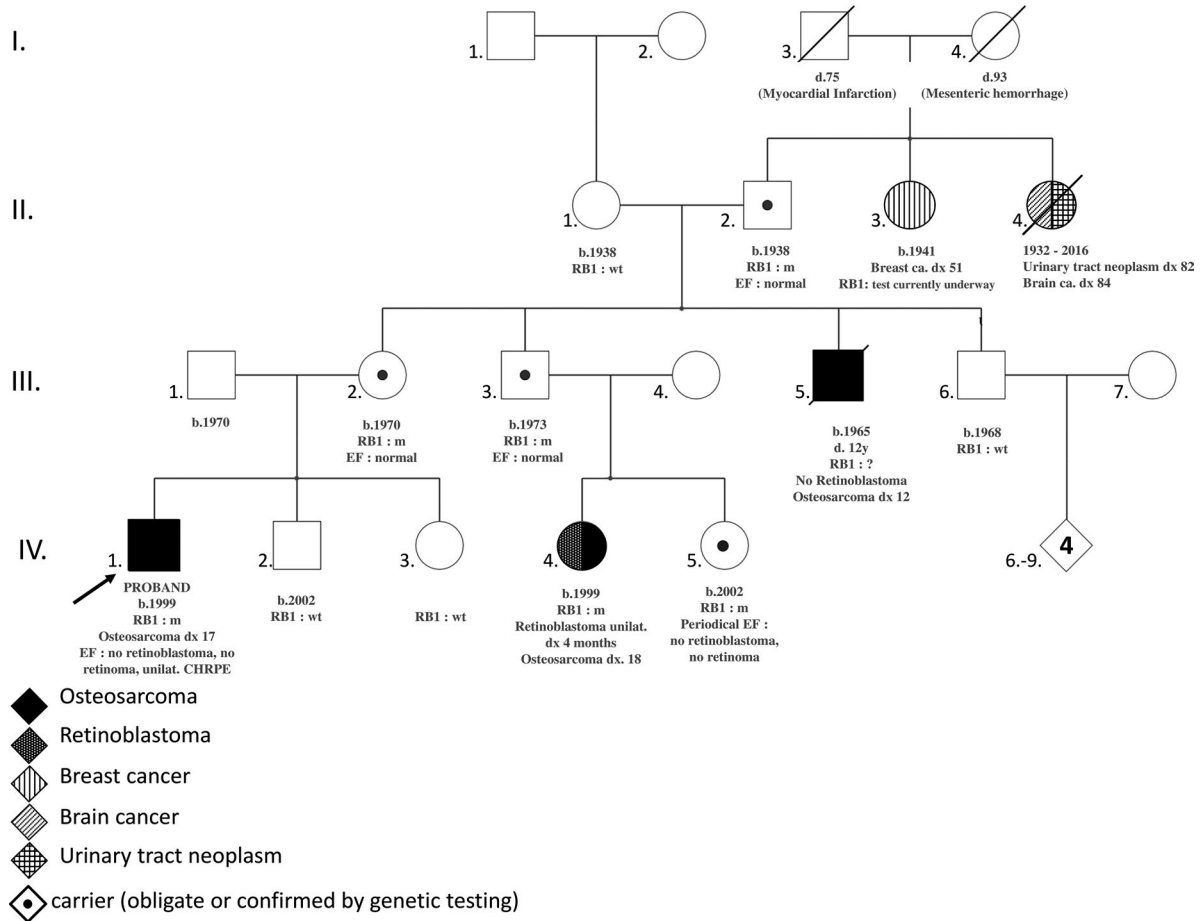 I.
1.
2.
3.
4.
d.75
(Myocardial Infarction)
d.93
(Mesenteric hemorrhage)
II.
1.
b.1938
RB1 : wt
2.
b.1938
RB1 : m
EF : normal
3.
b.1941
Breast ca. dx 51
RB1: test currently underway
4.
1932 - 2016
Urinary tract neoplasm dx 82
Brain ca. dx 84
III.
1.
b.1970
2.
b.1970
RB1 : m
EF : normal
3.
b.1973
RB1 : m
EF : normal
4.
5.
b.1965
d. 12y
RB1 : ?
No Retinoblastoma
Osteosarcoma dx 12
6.
b.1968
RB1 : wt
7.
IV.
1.
PROBAND
b.1999
RB1 : m
Osteosarcoma dx 17
EF : no retinoblastoma, no
retinoma, unilat. CHRPE
2.
b.2002
RB1 : wt
3.
RB1 : wt
4.
b.1999
RB1 : m
Retinoblastoma unilat.
dx 4 months
Osteosarcoma dx. 18
5.
b.2002
RB1 : m
Periodical EF :
no retinoblastoma,
no retinoma
6.-9.
4
Osteosarcoma
Retinoblastoma
Breast cancer
Brain cancer
Urinary tract neoplasm
carrier (obligate or confirmed by genetic testing)